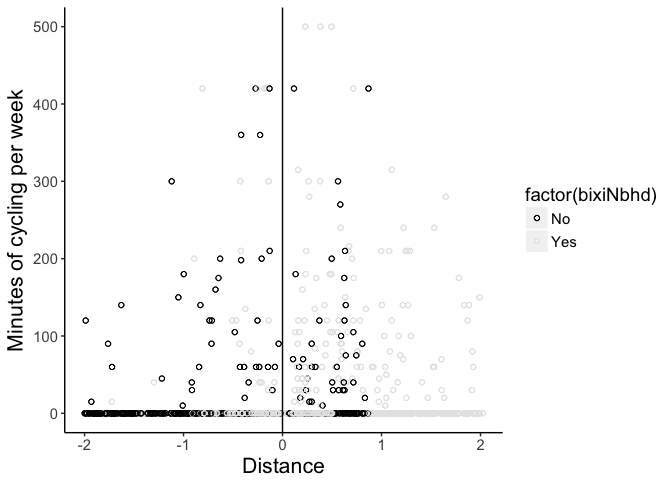 500
400
300
200
100
0
Minutes of cycling per week
-2
-1
0
1
2
Distance
factor(bixiNbhd)
No
Yes